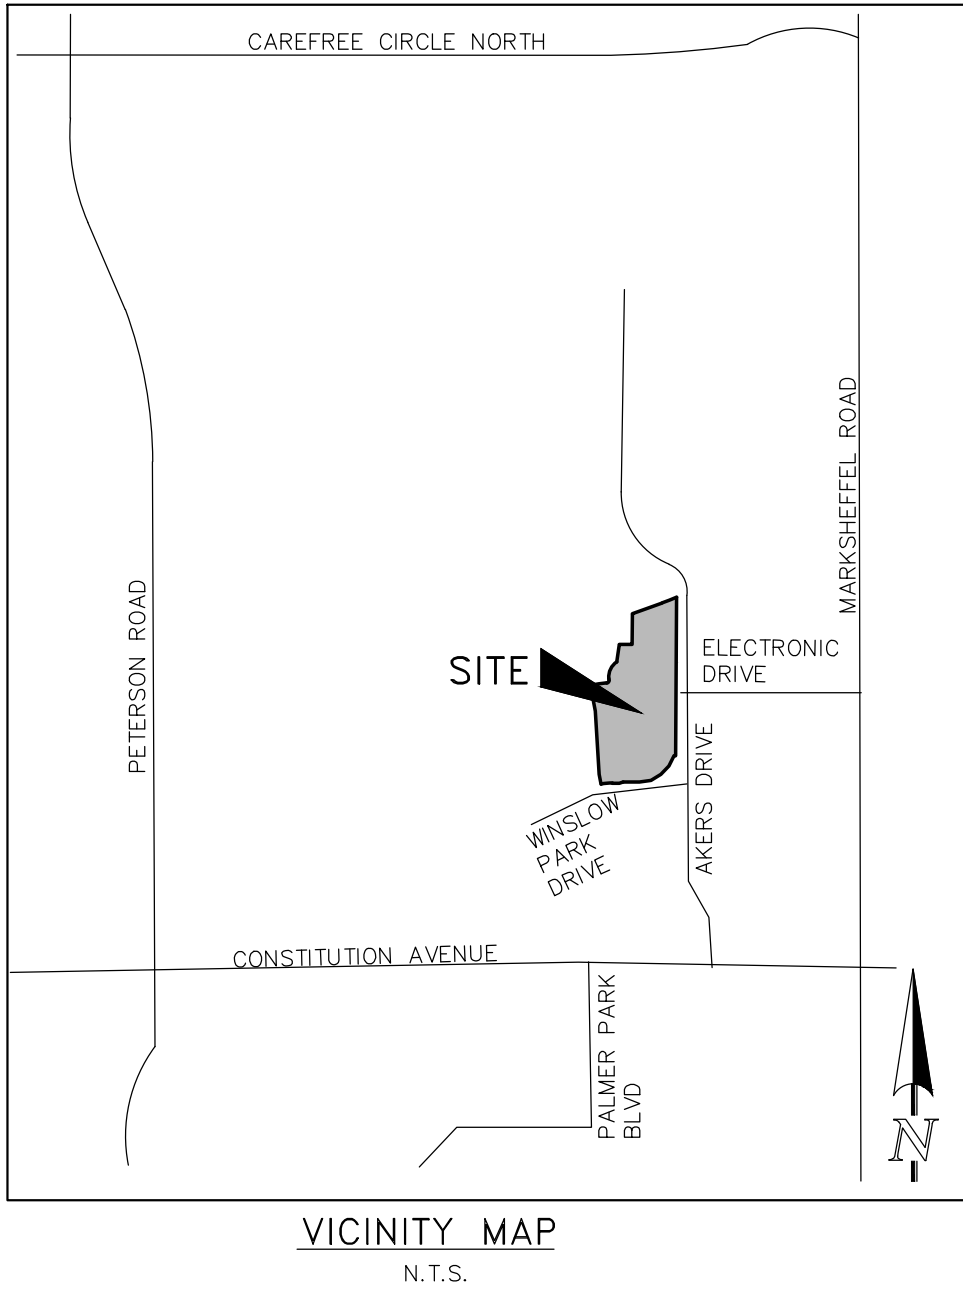 CAREFREE CIRCLE NORTH
MARKSHEFFEL ROAD
PETERSON ROAD
SITE
ELECTRONIC
DRIVE
AKERS DRIVE
WINSLOW
PARK
DRIVE
CONSTITUTION AVENUE
PALMER PARK
BLVD
N
VICINITY MAP
N.T.S.